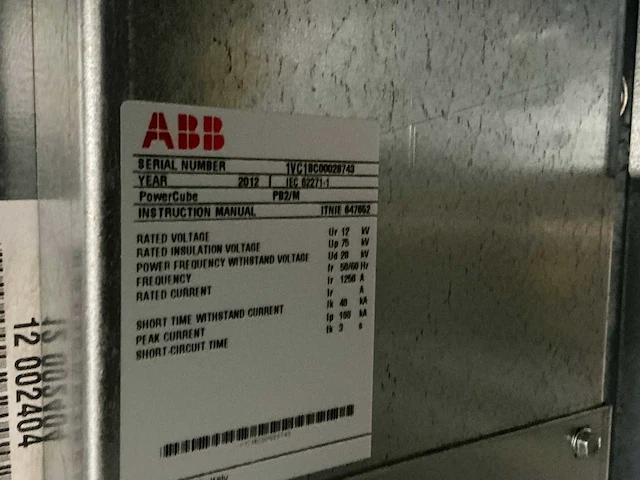 ABB
SERIAL NUMBER 1VC1BC00028743
YEAR 2012 IEC 62271-1
PowerCube PB2/M
INSTRUCTION MANUAL ITNIE 647652
RATED VOLTAGE Ur 12 kV
RATED INSULATION VOLTAGE Up 75 kV
POWER FREQUENCY WITHSTAND VOLTAGE Ud 28 kV
FREQUENCY fr 50/60 Hz
RATED CURRENT Ir 1250 A
Ir A
SHORT TIME WITHSTAND CURRENT Ik 40 kA
PEAK CURRENT Ip 100 kA
SHORT-CIRCUIT TIME tk 3 s
12 002404